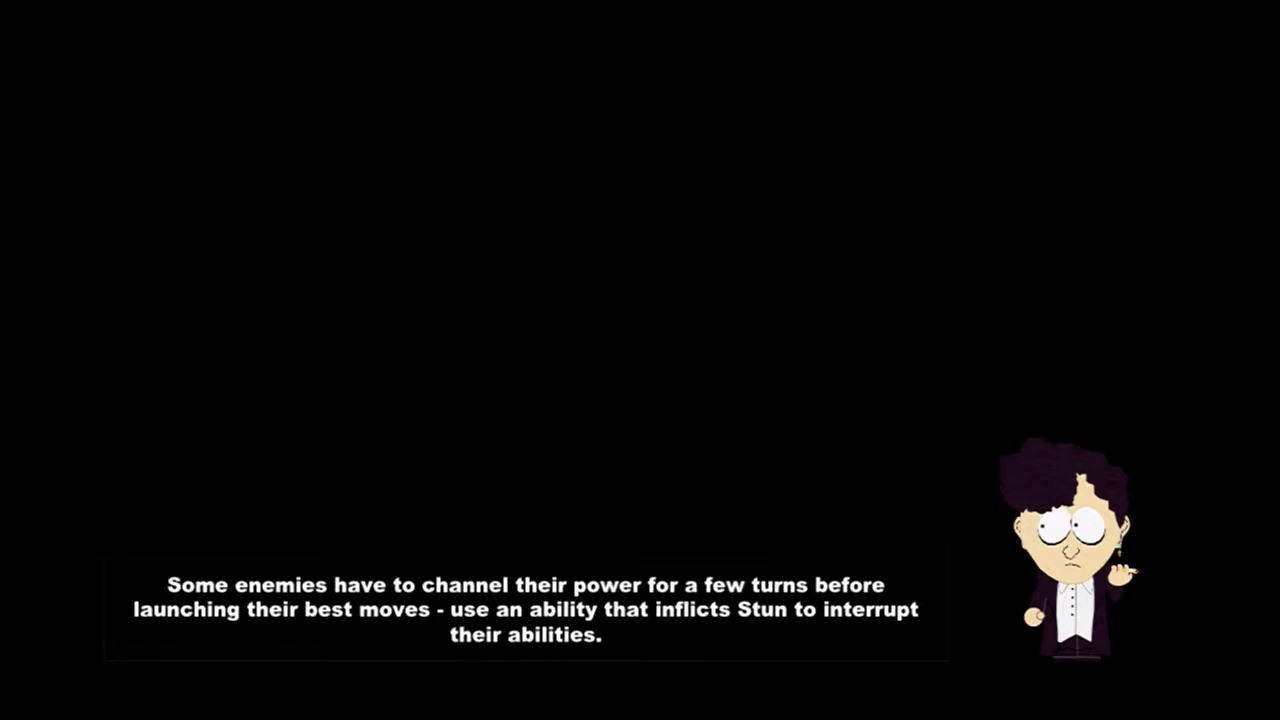 Some enemies have to channel their power for a few turns before
launching their best moves - use an ability that inflicts Stun to interrupt
their abilities.